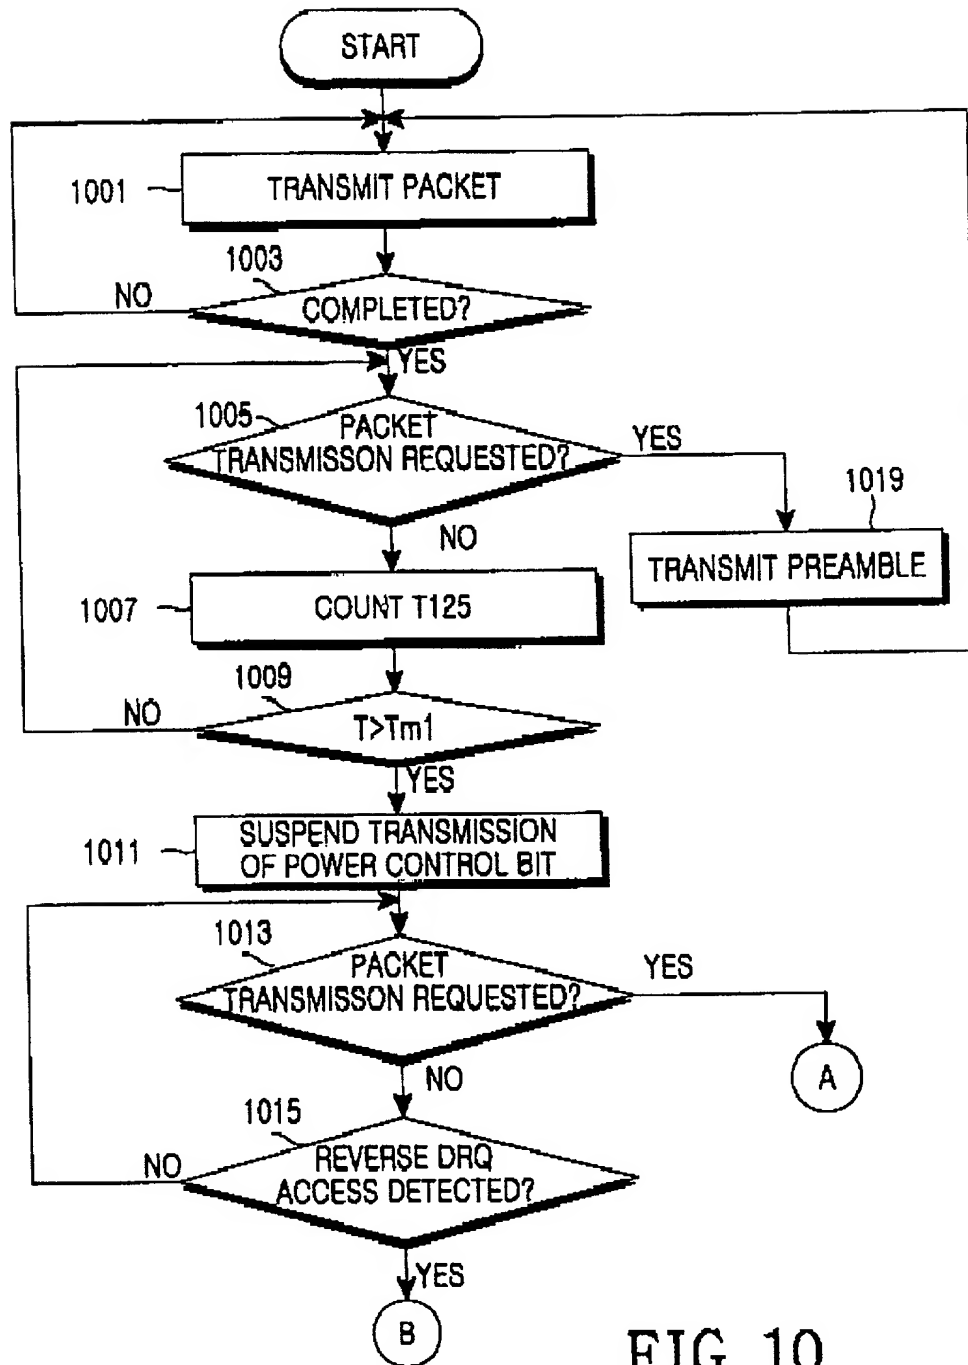 START
1001
TRANSMIT PACKET
1003
NO
COMPLETED?
YES
1005
PACKET
TRANSMISSON REQUESTED?
YES
1019
NO
TRANSMIT PREAMBLE
1007
COUNT T125
1009
NO
T>Tm1
YES
1011
SUSPEND TRANSMISSION
OF POWER CONTROL BIT
1013
PACKET
TRANSMISSON REQUESTED?
YES
A
NO
1015
NO
REVERSE DRQ
ACCESS DETECTED?
YES
B
FIG 10